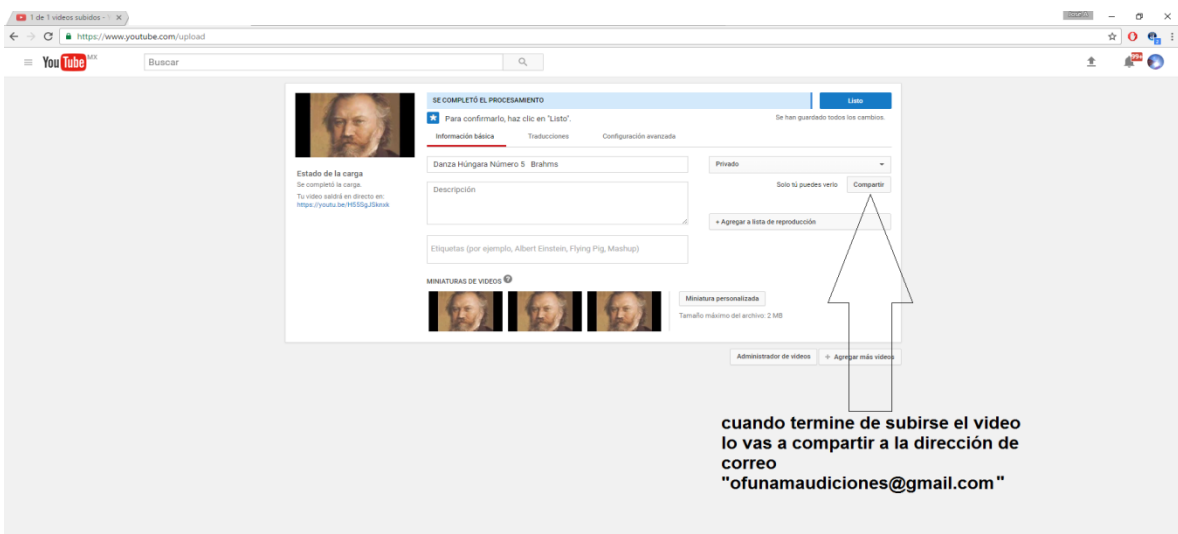 1 de 1 videos subidos -
https://www.youtube.com/upload
You Tube MX
Buscar
SE COMPLETÓ EL PROCESAMIENTO
Listo
Para confirmarlo, haz clic en "Listo".
Se han guardado todos los cambios.
Información básica
Traducciones
Configuración avanzada
Danza Húngara Número 5 Brahms
Privado
Estado de la carga
Se completó la carga.
Tu video saldrá en directo en:
Descripción
Solo tú puedes verlo
Compartir
+ Agregar a lista de reproducción
Etiquetas (por ejemplo, Albert Einstein, Flying Pig, Mashup)
MINIATURAS DE VIDEOS
Miniatura personalizada
Tamaño máximo del archivo: 2 MB
Administrador de videos
+ Agregar más videos
cuando termine de subirse el video
lo vas a compartir a la dirección de
correo
"ofunamaudiciones@gmail.com"